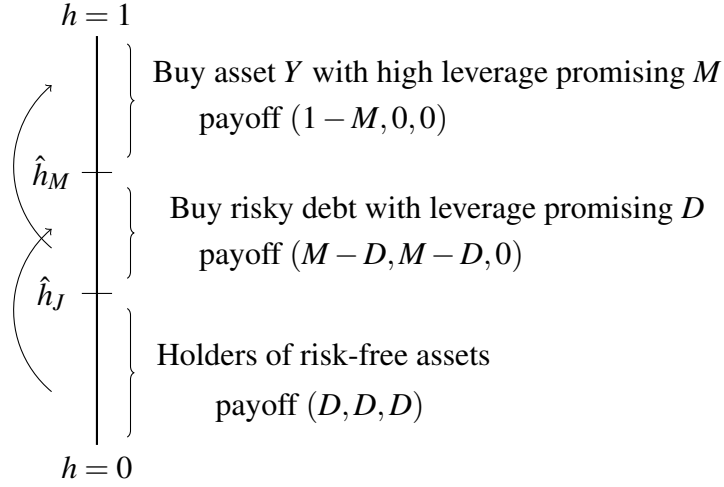 h = 1
Buy asset Y with high leverage promising M
payoff (1 − M, 0, 0)
ĥ_M
Buy risky debt with leverage promising D
payoff (M − D, M − D, 0)
ĥ_J
Holders of risk-free assets
payoff (D, D, D)
h = 0